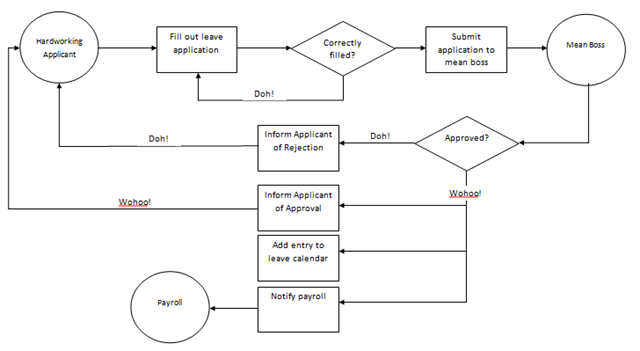 Hardworking
Applicant
Fill out leave
application
Correctly
filled?
Submit
application to
mean boss
Mean Boss
Doh!
Doh!
Inform Applicant
of Rejection
Doh!
Approved?
Wohoo!
Inform Applicant
of Approval
Wohoo!
Add entry to
leave calendar
Notify payroll
Payroll